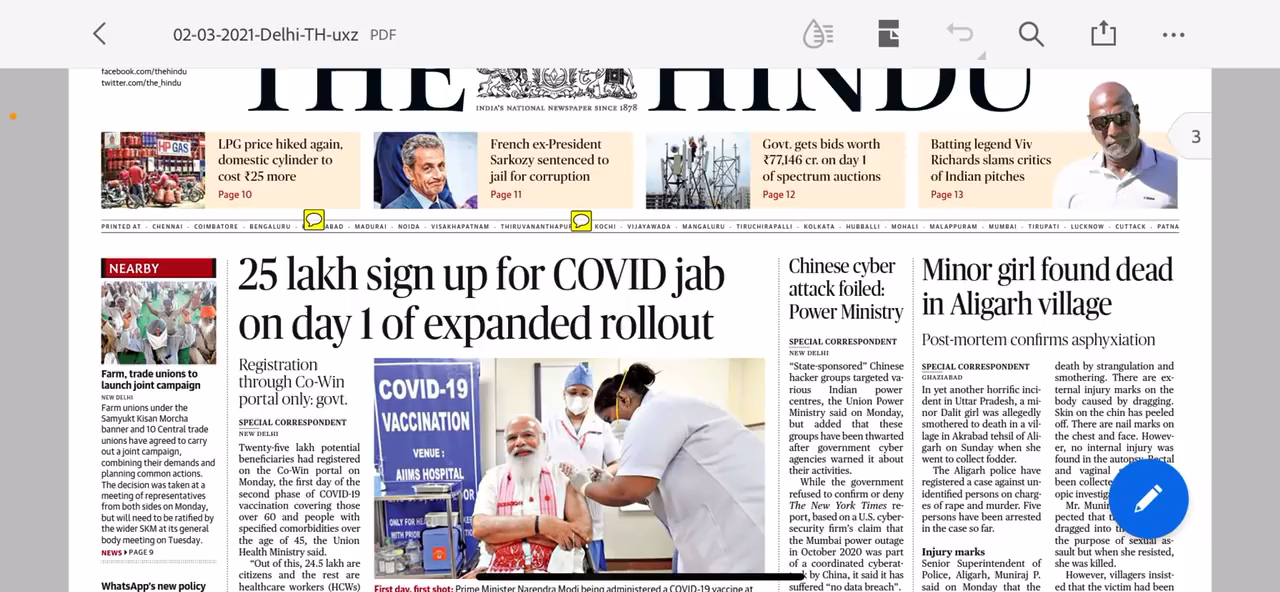 02-03-2021-Delhi-TH-uxz PDF
facebook.com/thehindu
twitter.com/the_hindu
THE HINDU
INDIA'S NATIONAL NEWSPAPER SINCE 1878
3
HP GAS
LPG price hiked again,
domestic cylinder to
cost ₹25 more
Page 10
French ex-President
Sarkozy sentenced to
jail for corruption
Page 11
Govt. gets bids worth
₹77,146 cr. on day 1
of spectrum auctions
Page 12
Batting legend Viv
Richards slams critics
of Indian pitches
Page 13
PRINTED AT · CHENNAI · COIMBATORE · BENGALURU · ABAD · MADURAI · NOIDA · VISAKHAPATNAM · THIRUVANANTHAPU KOCHI · VIJAYAWADA · MANGALURU · TIRUCHIRAPALLI · KOLKATA · HUBBALLI · MOHALI · MALAPPURAM · MUMBAI · TIRUPATI · LUCKNOW · CUTTACK · PATNA
NEARBY
Farm, trade unions to
launch joint campaign
NEW DELHI
Farm unions under the
Samyukt Kisan Morcha
banner and 10 Central trade
unions have agreed to carry
out a joint campaign,
combining their demands and
planning common actions.
The decision was taken at a
meeting of representatives
from both sides on Monday,
but will need to be ratified by
the wider SKM at its general
body meeting on Tuesday.
NEWS PAGE 9
WhatsApp's new policy
25 lakh sign up for COVID jab
on day 1 of expanded rollout
Registration
through Co-Win
portal only: govt.
SPECIAL CORRESPONDENT
NEW DELHI
Twenty-five lakh potential
beneficiaries had registered
on the Co-Win portal on
Monday, the first day of the
second phase of COVID-19
vaccination covering those
over 60 and people with
specified comorbidities over
the age of 45, the Union
Health Ministry said.
"Out of this, 24.5 lakh are
citizens and the rest are
healthcare workers (HCWs)
COVID-19
VACCINATION
VENUE :
AIIMS HOSPITAL
ONLY FOR HE
WITH PRIOR
First day, first shot: Prime Minister Narendra Modi being administered a COVID-19 vaccine at
Chinese cyber
attack foiled:
Power Ministry
SPECIAL CORRESPONDENT
NEW DELHI
"State-sponsored" Chinese
hacker groups targeted va-
rious Indian power
centres, the Union Power
Ministry said on Monday,
but added that these
groups have been thwarted
after government cyber
agencies warned it about
their activities.
While the government
refused to confirm or deny
The New York Times re-
port, based on a U.S. cyber-
security firm's claim that
the Mumbai power outage
in October 2020 was part
of a coordinated cyberat-
k by China, it said it has
suffered "no data breach".
Minor girl found dead
in Aligarh village
Post-mortem confirms asphyxiation
SPECIAL CORRESPONDENT
GHAZIABAD
In yet another horrific inci-
dent in Uttar Pradesh, a mi-
nor Dalit girl was allegedly
smothered to death in a vil-
lage in Akrabad tehsil of Ali-
garh on Sunday when she
went to collect fodder.
The Aligarh police have
registered a case against un-
identified persons on charg-
es of rape and murder. Five
persons have been arrested
in the case so far.
Injury marks
Senior Superintendent of
Police, Aligarh, Muniraj P.
said on Monday that the
death by strangulation and
smothering. There are ex-
ternal injury marks on the
body caused by dragging.
Skin on the chin has peeled
off. There are nail marks on
the chest and face. Howev-
er, no internal injury was
found in the autopsy. Rectal
and vaginal
been collecte
opic investiga
Mr. Munir
pected that t
dragged into th
the purpose of sexual as-
sault but when she resisted,
she was killed.
However, villagers insist-
ed that the victim had been